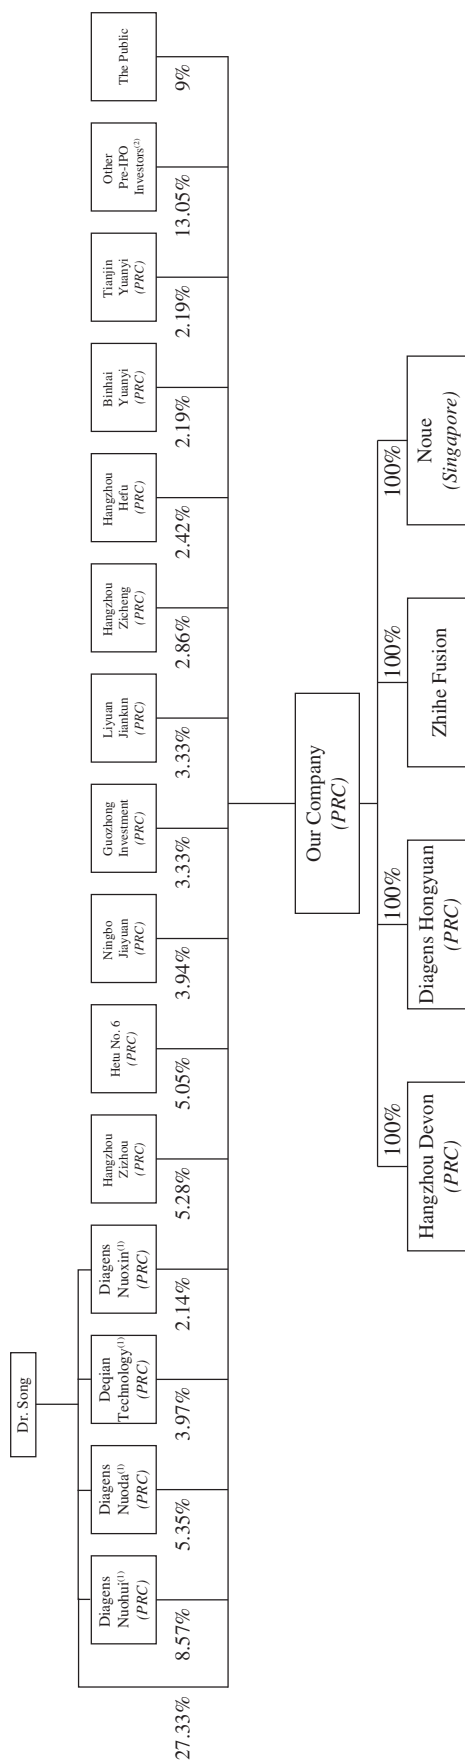 Dr. Song
Diagens
Nuohui(1)
(PRC)
Diagens
Nuoda(1)
(PRC)
Deqian
Technology(1)
(PRC)
Diagens
Nuoxin(1)
(PRC)
Hangzhou
Zizhou
(PRC)
Hetu No. 6
(PRC)
Ningbo
Jiayuan
(PRC)
Guozhong
Investment
(PRC)
Liyuan
Jiankun
(PRC)
Hangzhou
Zicheng
(PRC)
Hangzhou
Hefu
(PRC)
Binhai
Yuanyi
(PRC)
Tianjin
Yuanyi
(PRC)
Other
Pre-IPO
Investors(2)
The Public
27.33%
8.57%
5.35%
3.97%
2.14%
5.28%
5.05%
3.94%
3.33%
3.33%
2.86%
2.42%
2.19%
2.19%
13.05%
9%
Our Company
(PRC)
100%
100%
100%
100%
Hangzhou Devon
(PRC)
Diagens Hongyuan
(PRC)
Zhihe Fusion
Noue
(Singapore)